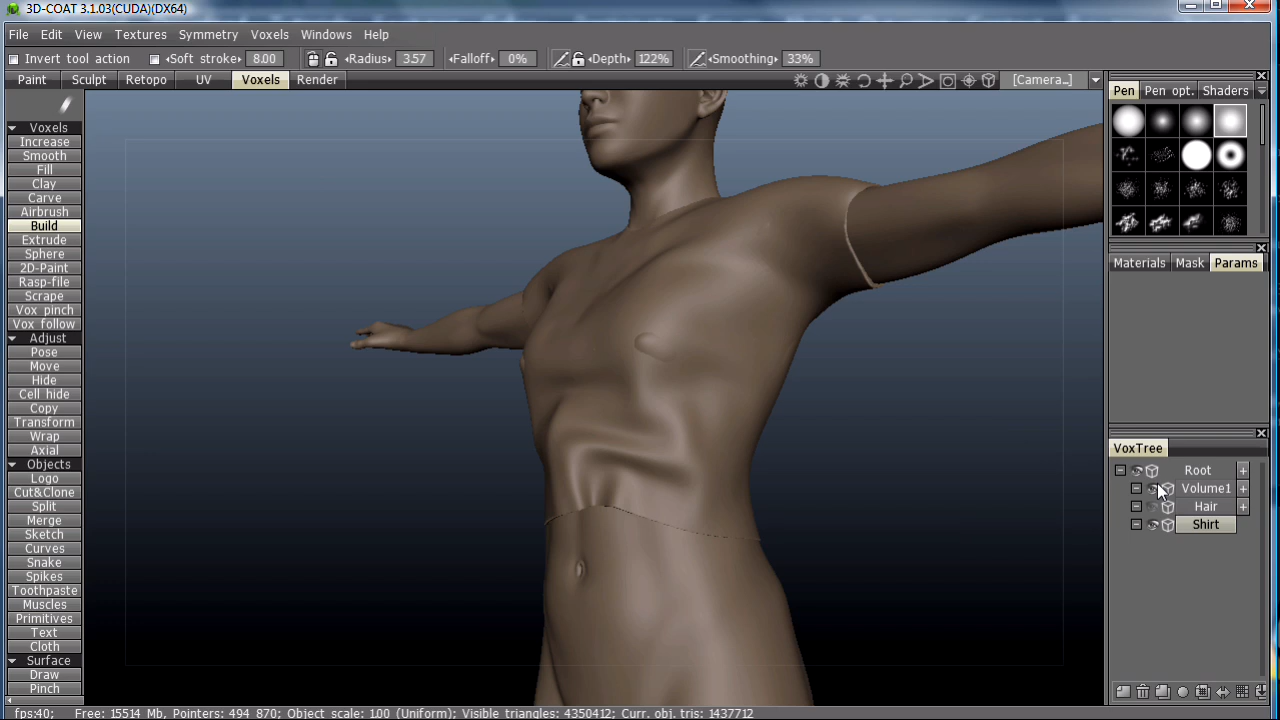 3D-COAT 3.1.03(CUDA)(DX64)
File Edit View Textures Symmetry Voxels Windows Help
Invert tool action Soft stroke 8.00 Radius 3.57 Falloff 0% Depth 122% Smoothing 33%
Paint Sculpt Retopo UV Voxels Render [Camera...]
Pen Pen opt. Shaders
Voxels
Increase
Smooth
Fill
Clay
Carve
Airbrush
Build
Extrude
Sphere
2D-Paint
Rasp-file
Scrape
Vox pinch
Vox follow
Adjust
Pose
Move
Hide
Cell hide
Copy
Transform
Wrap
Axial
Objects
Logo
Cut&Clone
Split
Merge
Sketch
Curves
Snake
Spikes
Toothpaste
Muscles
Primitives
Text
Cloth
Surface
Draw
Pinch
Materials Mask Params
VoxTree
Root +
Volume1 +
Hair +
Shirt
fps:40; Free: 15514 Mb, Pointers: 494 870; Object scale: 1.00 (Uniform); Visible triangles: 4350412; Curr. obj. tris: 1437712